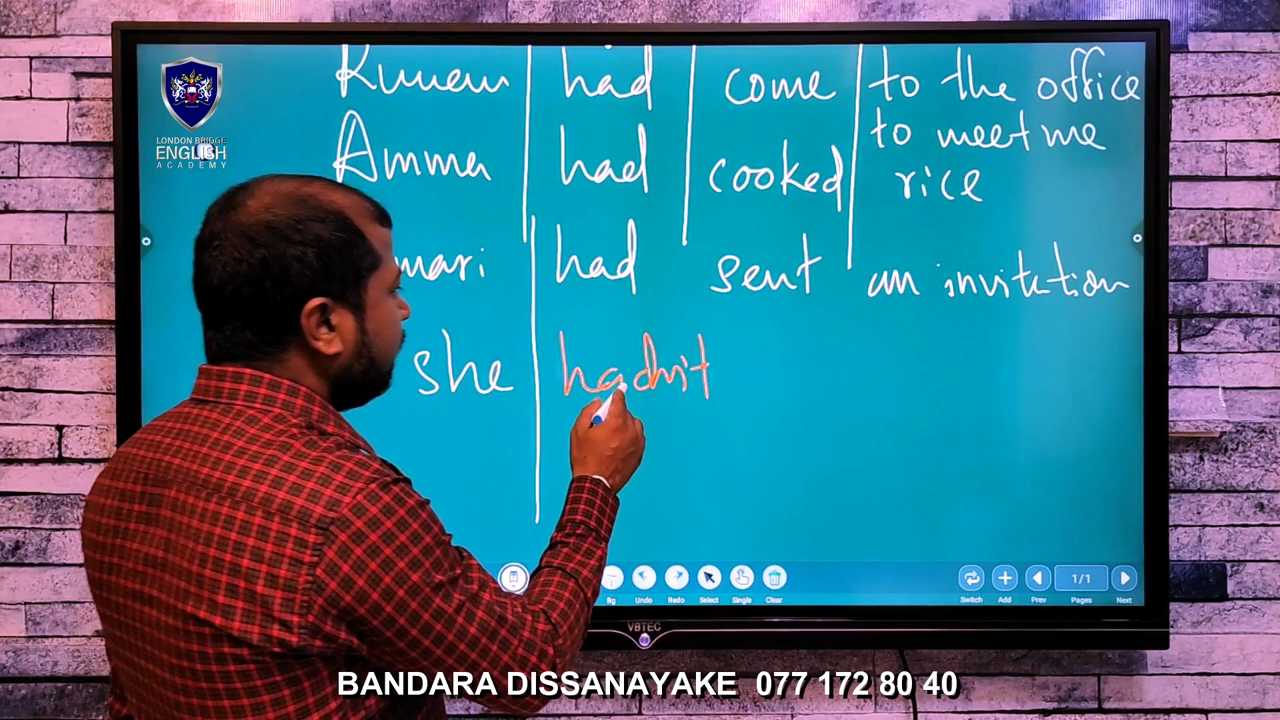 had come to the office
to meet me
Amma had cooked rice
mari had sent an invitation
she hadnit
LONDON BRIDGE
ENGLISH
ACADEMY
Bg Undo Redo Select Single Clear
Switch Add Prev Pages Next
1/1
VBTEC
BANDARA DISSANAYAKE 077 172 80 40